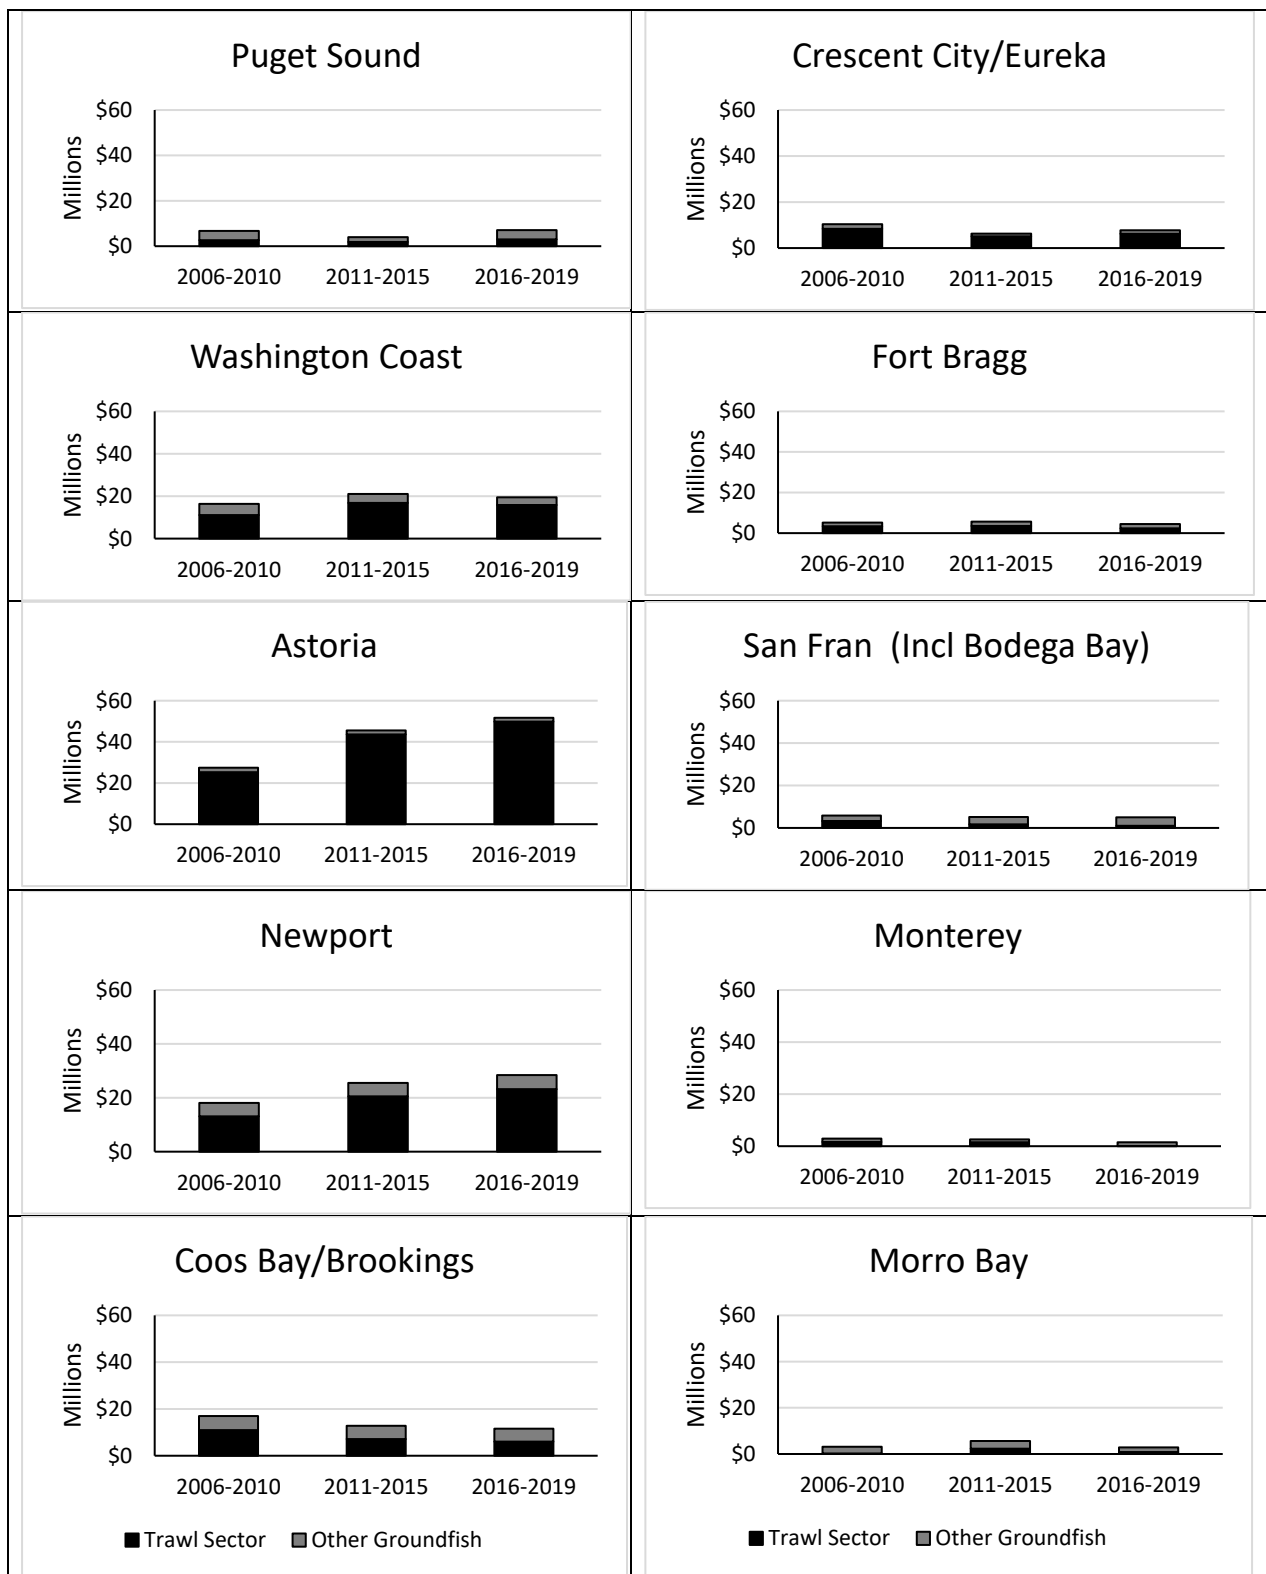 Puget Sound
Millions
$60
$40
$20
$0
2006-2010 2011-2015 2016-2019
Crescent City/Eureka
Millions
$60
$40
$20
$0
2006-2010 2011-2015 2016-2019
Washington Coast
Millions
$60
$40
$20
$0
2006-2010 2011-2015 2016-2019
Fort Bragg
Millions
$60
$40
$20
$0
2006-2010 2011-2015 2016-2019
Astoria
Millions
$60
$40
$20
$0
2006-2010 2011-2015 2016-2019
San Fran (Incl Bodega Bay)
Millions
$60
$40
$20
$0
2006-2010 2011-2015 2016-2019
Newport
Millions
$60
$40
$20
$0
2006-2010 2011-2015 2016-2019
Monterey
Millions
$60
$40
$20
$0
2006-2010 2011-2015 2016-2019
Coos Bay/Brookings
Millions
$60
$40
$20
$0
2006-2010 2011-2015 2016-2019
Trawl Sector Other Groundfish
Morro Bay
Millions
$60
$40
$20
$0
2006-2010 2011-2015 2016-2019
Trawl Sector Other Groundfish